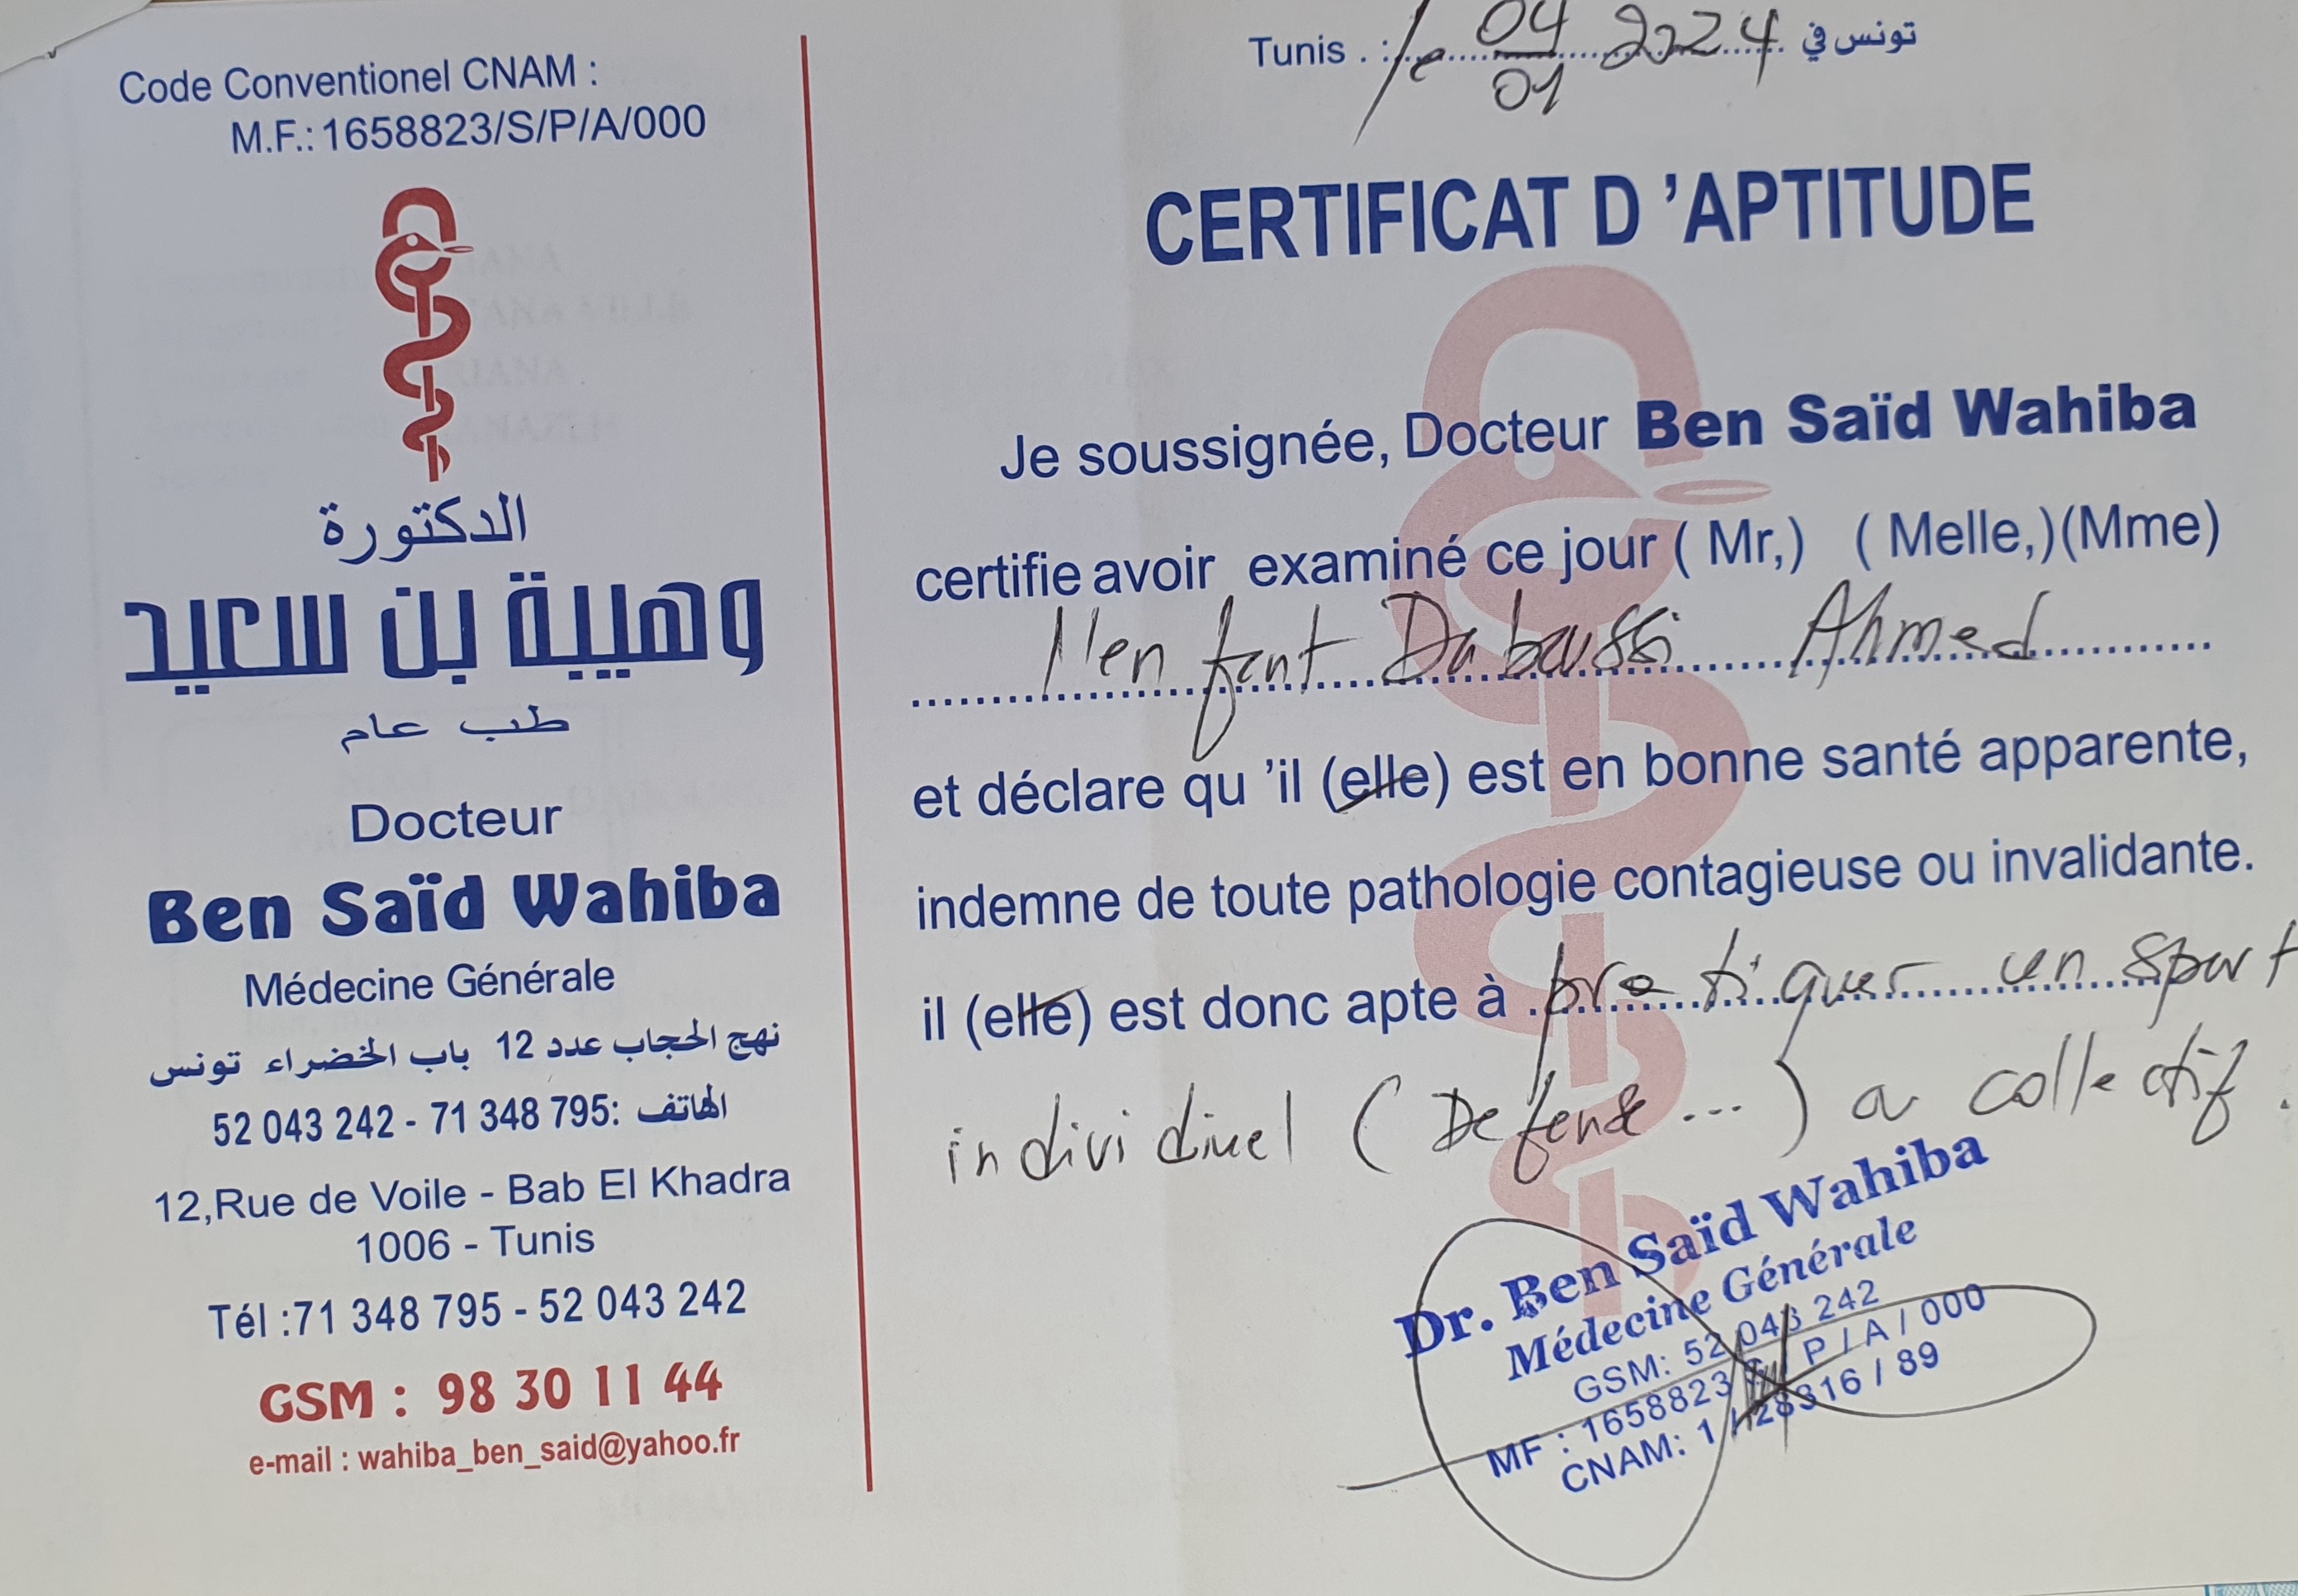 Code Conventionel CNAM :
M.F.: 1658823/S/P/A/000
الدكتورة
وهيبة بن سعيد
طب عام
Docteur
Ben Saïd Wahiba
Médecine Générale
نهج الحجاب عدد 12 باب الخضراء تونس
الهاتف :71 348 795 - 52 043 242
12,Rue de Voile - Bab El Khadra
1006 - Tunis
Tél :71 348 795 - 52 043 242
GSM : 98 30 11 44
e-mail : wahiba_ben_said@yahoo.fr
Tunis . : le 04/01 2024 تونس في
CERTIFICAT D 'APTITUDE
Je soussignée, Docteur Ben Saïd Wahiba
certifie avoir examiné ce jour ( Mr,) ( Melle,)(Mme)
l'enfant Daboussi Ahmed
et déclare qu 'il (elle) est en bonne santé apparente,
indemne de toute pathologie contagieuse ou invalidante.
il (elle) est donc apte à pratiquer un sport
individuel ( Defense ... ) ou collectif .
Dr. Ben Saïd Wahiba
Médecine Générale
GSM: 52 043 242
MF : 1658823 / P / A / 000
CNAM: 1 / 28316 / 89